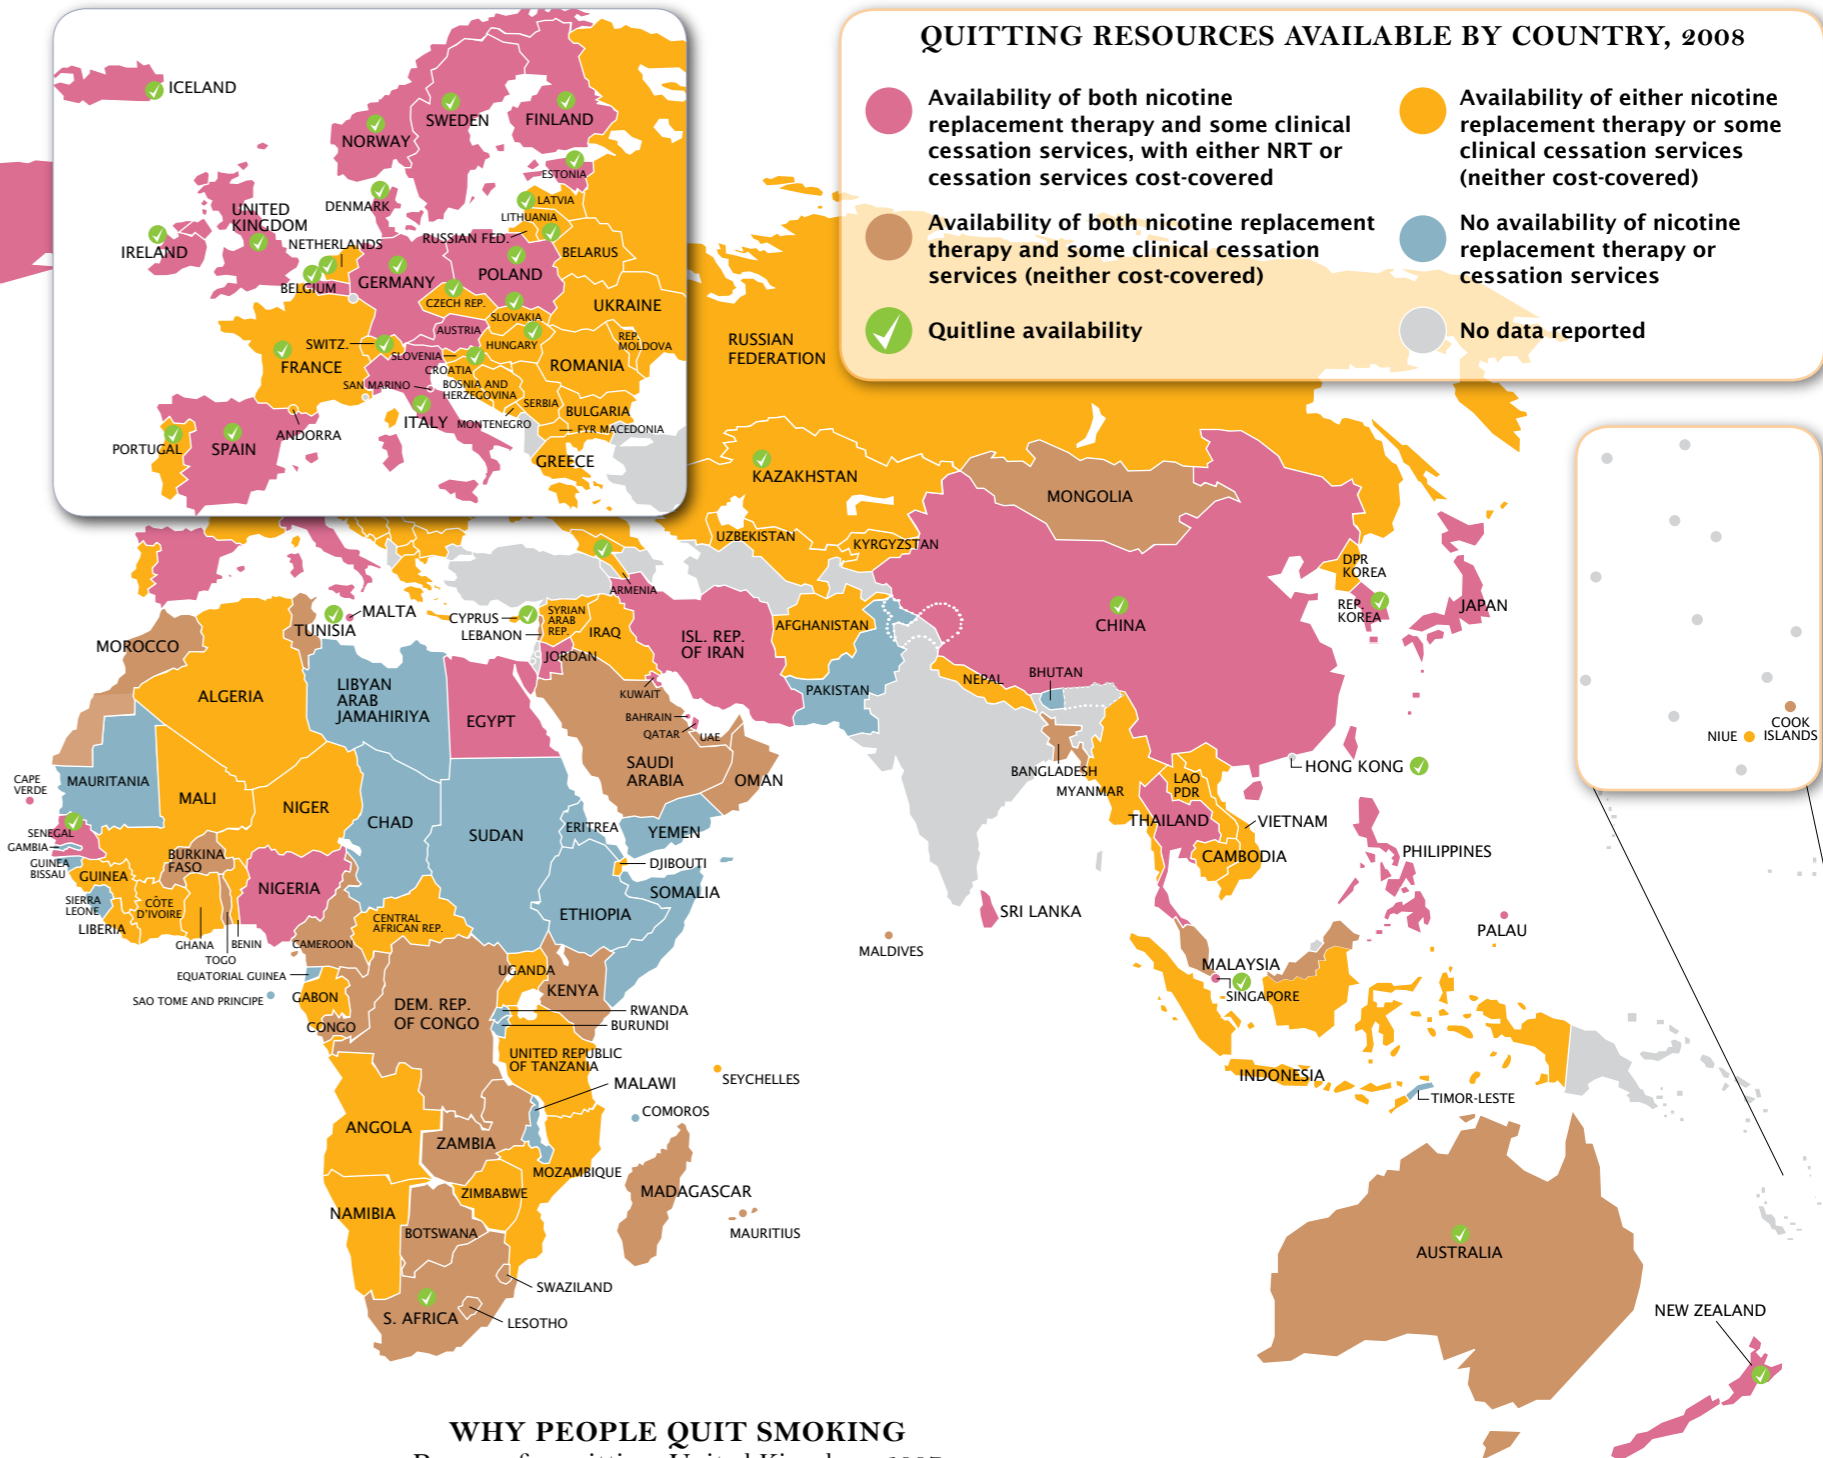 QUITTING RESOURCES AVAILABLE BY COUNTRY, 2008
Availability of both nicotine
replacement therapy and some clinical
cessation services, with either NRT or
cessation services cost-covered
Availability of both nicotine replacement
therapy and some clinical cessation
services (neither cost-covered)
Quitline availability
Availability of either nicotine
replacement therapy or some
clinical cessation services
(neither cost-covered)
No availability of nicotine
replacement therapy or
cessation services
No data reported
ICELAND
NORWAY
SWEDEN
FINLAND
ESTONIA
LATVIA
LITHUANIA
RUSSIAN FED.
DENMARK
UNITED
KINGDOM
IRELAND
NETHERLANDS
BELGIUM
GERMANY
POLAND
BELARUS
CZECH REP.
SLOVAKIA
UKRAINE
AUSTRIA
HUNGARY
REP.
MOLDOVA
SWITZ.
SLOVENIA
FRANCE
CROATIA
ROMANIA
SAN MARINO
BOSNIA AND
HERZEGOVINA
SERBIA
BULGARIA
ITALY
MONTENEGRO
FYR MACEDONIA
ANDORRA
PORTUGAL
SPAIN
GREECE
RUSSIAN
FEDERATION
KAZAKHSTAN
MONGOLIA
UZBEKISTAN
KYRGYZSTAN
DPR
KOREA
REP.
KOREA
JAPAN
CHINA
ARMENIA
MALTA
TUNISIA
CYPRUS
LEBANON
SYRIAN
ARAB
REP.
IRAQ
ISL. REP.
OF IRAN
AFGHANISTAN
JORDAN
MOROCCO
ALGERIA
LIBYAN
ARAB
JAMAHIRIYA
EGYPT
KUWAIT
BAHRAIN
QATAR
UAE
PAKISTAN
NEPAL
BHUTAN
SAUDI
ARABIA
OMAN
BANGLADESH
MYANMAR
LAO
PDR
HONG KONG
NIUE
COOK
ISLANDS
CAPE
VERDE
MAURITANIA
MALI
NIGER
CHAD
SUDAN
ERITREA
YEMEN
THAILAND
VIETNAM
CAMBODIA
PHILIPPINES
SENEGAL
GAMBIA
GUINEA
BISSAU
GUINEA
BURKINA
FASO
NIGERIA
DJIBOUTI
SOMALIA
ETHIOPIA
SIERRA
LEONE
LIBERIA
CÔTE
D'IVOIRE
GHANA
TOGO
BENIN
CAMEROON
CENTRAL
AFRICAN REP.
SRI LANKA
MALDIVES
PALAU
EQUATORIAL GUINEA
SAO TOME AND PRINCIPE
GABON
CONGO
DEM. REP.
OF CONGO
UGANDA
KENYA
RWANDA
BURUNDI
MALAYSIA
SINGAPORE
UNITED REPUBLIC
OF TANZANIA
SEYCHELLES
MALAWI
COMOROS
INDONESIA
TIMOR-LESTE
ANGOLA
ZAMBIA
MOZAMBIQUE
ZIMBABWE
MADAGASCAR
MAURITIUS
NAMIBIA
BOTSWANA
SWAZILAND
S. AFRICA
LESOTHO
AUSTRALIA
NEW ZEALAND
WHY PEOPLE QUIT SMOKING